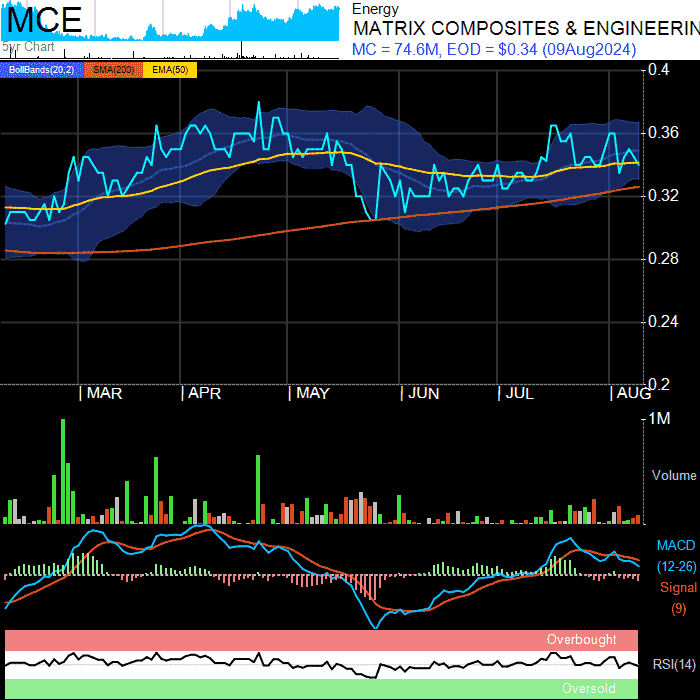 MCE
5yr Chart
Energy
MATRIX COMPOSITES & ENGINEERIN
MC = 74.6M, EOD = $0.34 (09Aug2024)
BollBands(20,2) SMA(200) EMA(50)
0.4
0.36
0.32
0.28
0.24
0.2
MAR APR MAY JUN JUL AUG
1M
Volume
MACD
(12-26)
Signal
(9)
Overbought
RSI(14)
Oversold